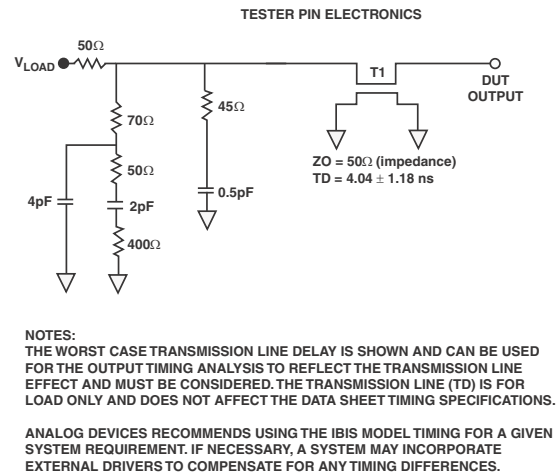 TESTER PIN ELECTRONICS
50Ω
VLOAD
T1
DUT
OUTPUT
70Ω
45Ω
ZO = 50Ω (impedance)
TD = 4.04 ± 1.18 ns
50Ω
4pF
2pF
0.5pF
400Ω
NOTES:
THE WORST CASE TRANSMISSION LINE DELAY IS SHOWN AND CAN BE USED
FOR THE OUTPUT TIMING ANALYSIS TO REFLECT THE TRANSMISSION LINE
EFFECT AND MUST BE CONSIDERED. THE TRANSMISSION LINE (TD) IS FOR
LOAD ONLY AND DOES NOT AFFECT THE DATA SHEET TIMING SPECIFICATIONS.
ANALOG DEVICES RECOMMENDS USING THE IBIS MODEL TIMING FOR A GIVEN
SYSTEM REQUIREMENT. IF NECESSARY, A SYSTEM MAY INCORPORATE
EXTERNAL DRIVERS TO COMPENSATE FOR ANY TIMING DIFFERENCES.